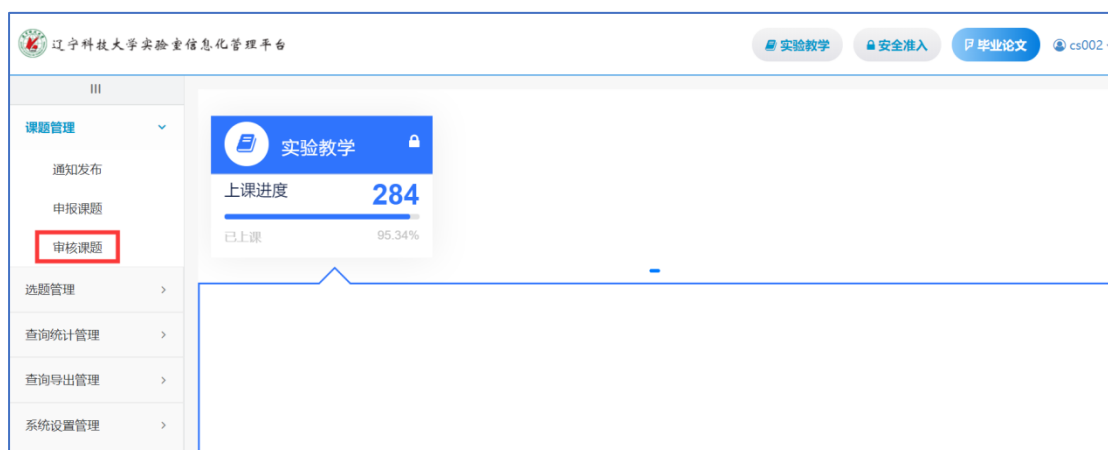 辽宁科技大学实验室信息化管理平台
实验教学 安全准入 毕业论文 cs002
课题管理
通知发布
申报课题
审核课题
选题管理
查询统计管理
查询导出管理
系统设置管理
实验教学
上课进度 284
已上课 95.34%